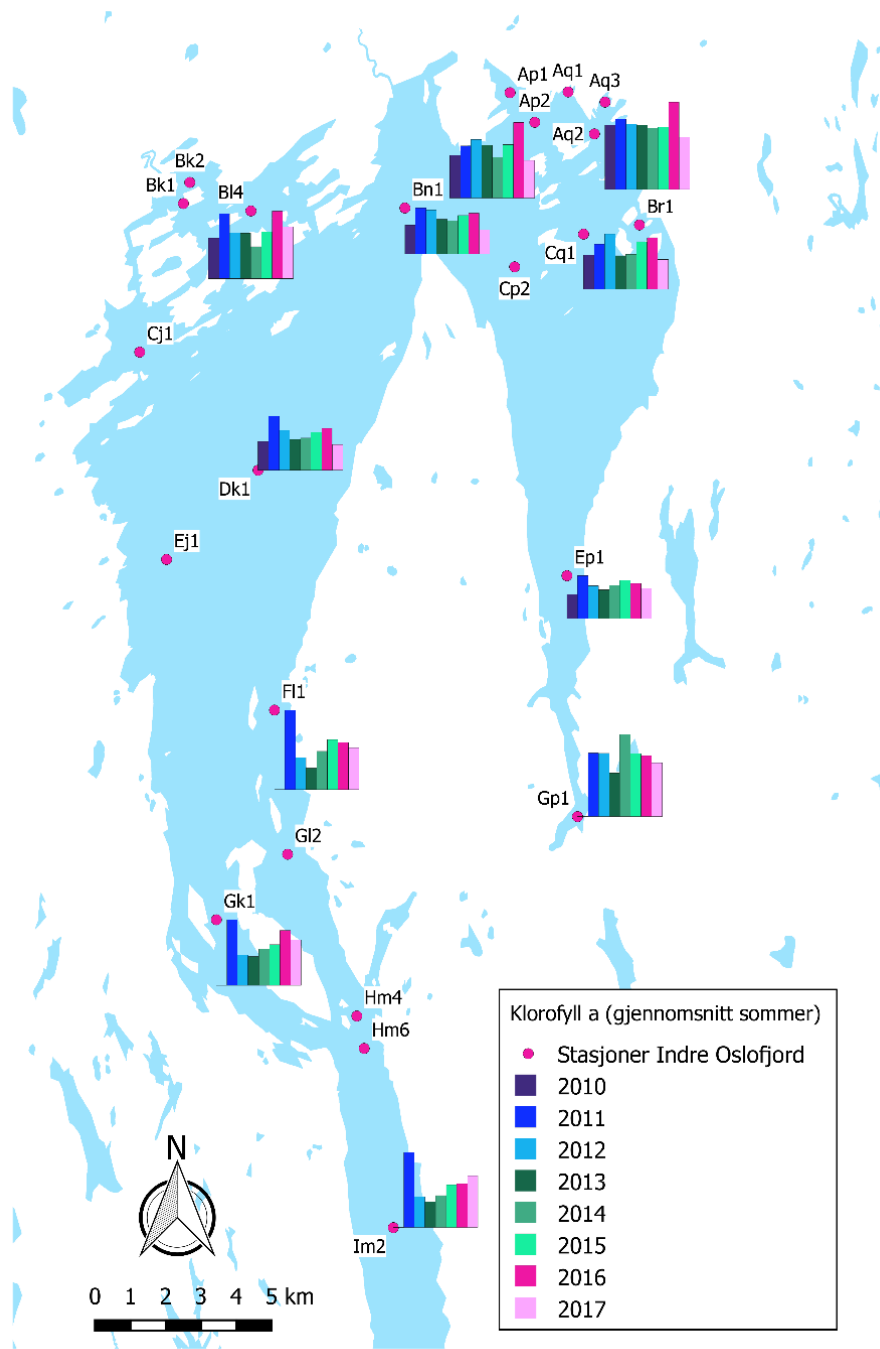 Ap1
Aq1
Aq3
Ap2
Aq2
Bk2
Bk1
Bl4
Bn1
Br1
Cq1
Cp2
Cj1
Dk1
Ej1
Ep1
Fl1
Gp1
Gl2
Gk1
Hm4
Hm6
Im2
N
0 1 2 3 4 5 km
Klorofyll a (gjennomsnitt sommer)
Stasjoner Indre Oslofjord
2010
2011
2012
2013
2014
2015
2016
2017